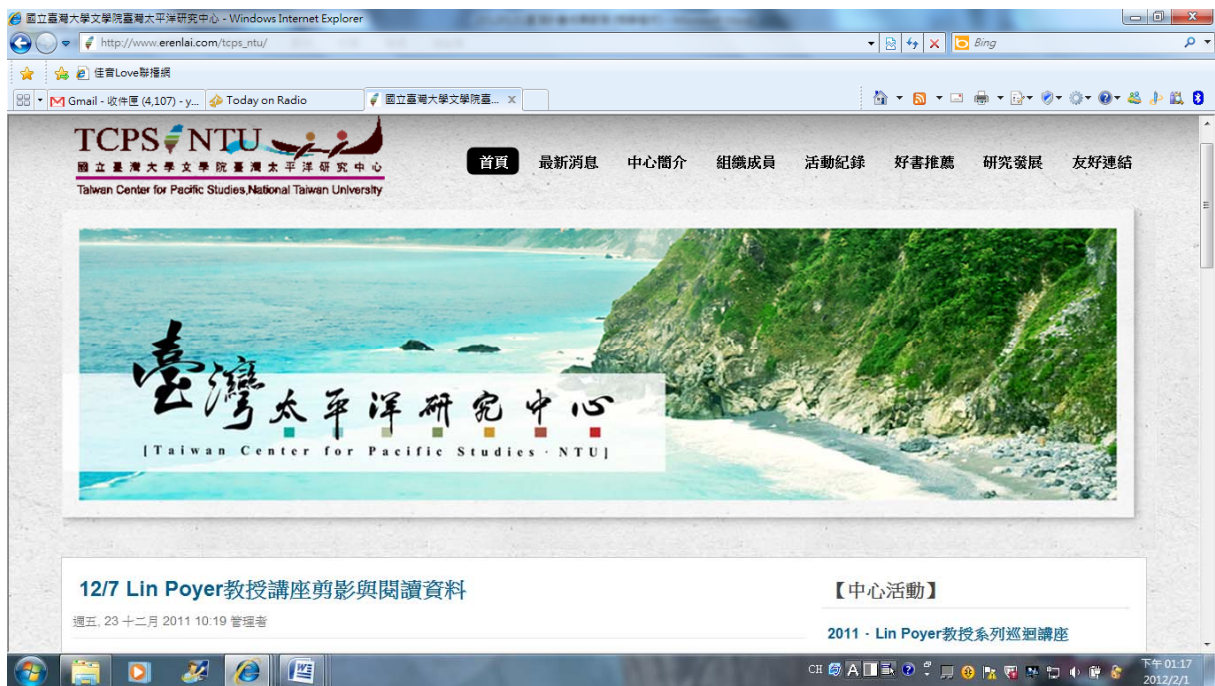 國立臺灣大學文學院臺灣太平洋研究中心 - Windows Internet Explorer
http://www.erenlai.com/tcps_ntu/
Bing
佳音Love聯播網
Gmail - 收件匣 (4,107) - y...
Today on Radio
國立臺灣大學文學院臺...
TCPS NTU
國立臺灣大學文學院臺灣太平洋研究中心
Taiwan Center for Pacific Studies,National Taiwan University
首頁 最新消息 中心簡介 組織成員 活動紀錄 好書推薦 研究發展 友好連結
臺灣太平洋研究中心
[Taiwan Center for Pacific Studies · NTU]
12/7 Lin Poyer教授講座剪影與閱讀資料
週五, 23 十二月 2011 10:19 管理者
【中心活動】
2011 - Lin Poyer教授系列巡迴講座
CH
下午 01:17
2012/2/1